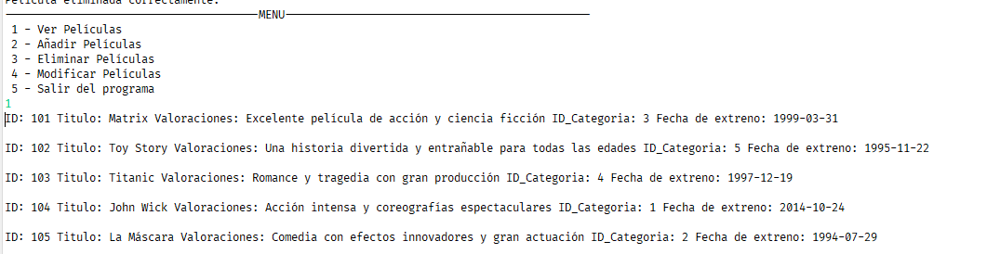 Película eliminada correctamente.
MENU
1 - Ver Películas
2 - Añadir Películas
3 - Eliminar Películas
4 - Modificar Películas
5 - Salir del programa
1
ID: 101 Titulo: Matrix Valoraciones: Excelente película de acción y ciencia ficción ID_Categoria: 3 Fecha de extreno: 1999-03-31
ID: 102 Titulo: Toy Story Valoraciones: Una historia divertida y entrañable para todas las edades ID_Categoria: 5 Fecha de extreno: 1995-11-22
ID: 103 Titulo: Titanic Valoraciones: Romance y tragedia con gran producción ID_Categoria: 4 Fecha de extreno: 1997-12-19
ID: 104 Titulo: John Wick Valoraciones: Acción intensa y coreografías espectaculares ID_Categoria: 1 Fecha de extreno: 2014-10-24
ID: 105 Titulo: La Máscara Valoraciones: Comedia con efectos innovadores y gran actuación ID_Categoria: 2 Fecha de extreno: 1994-07-29